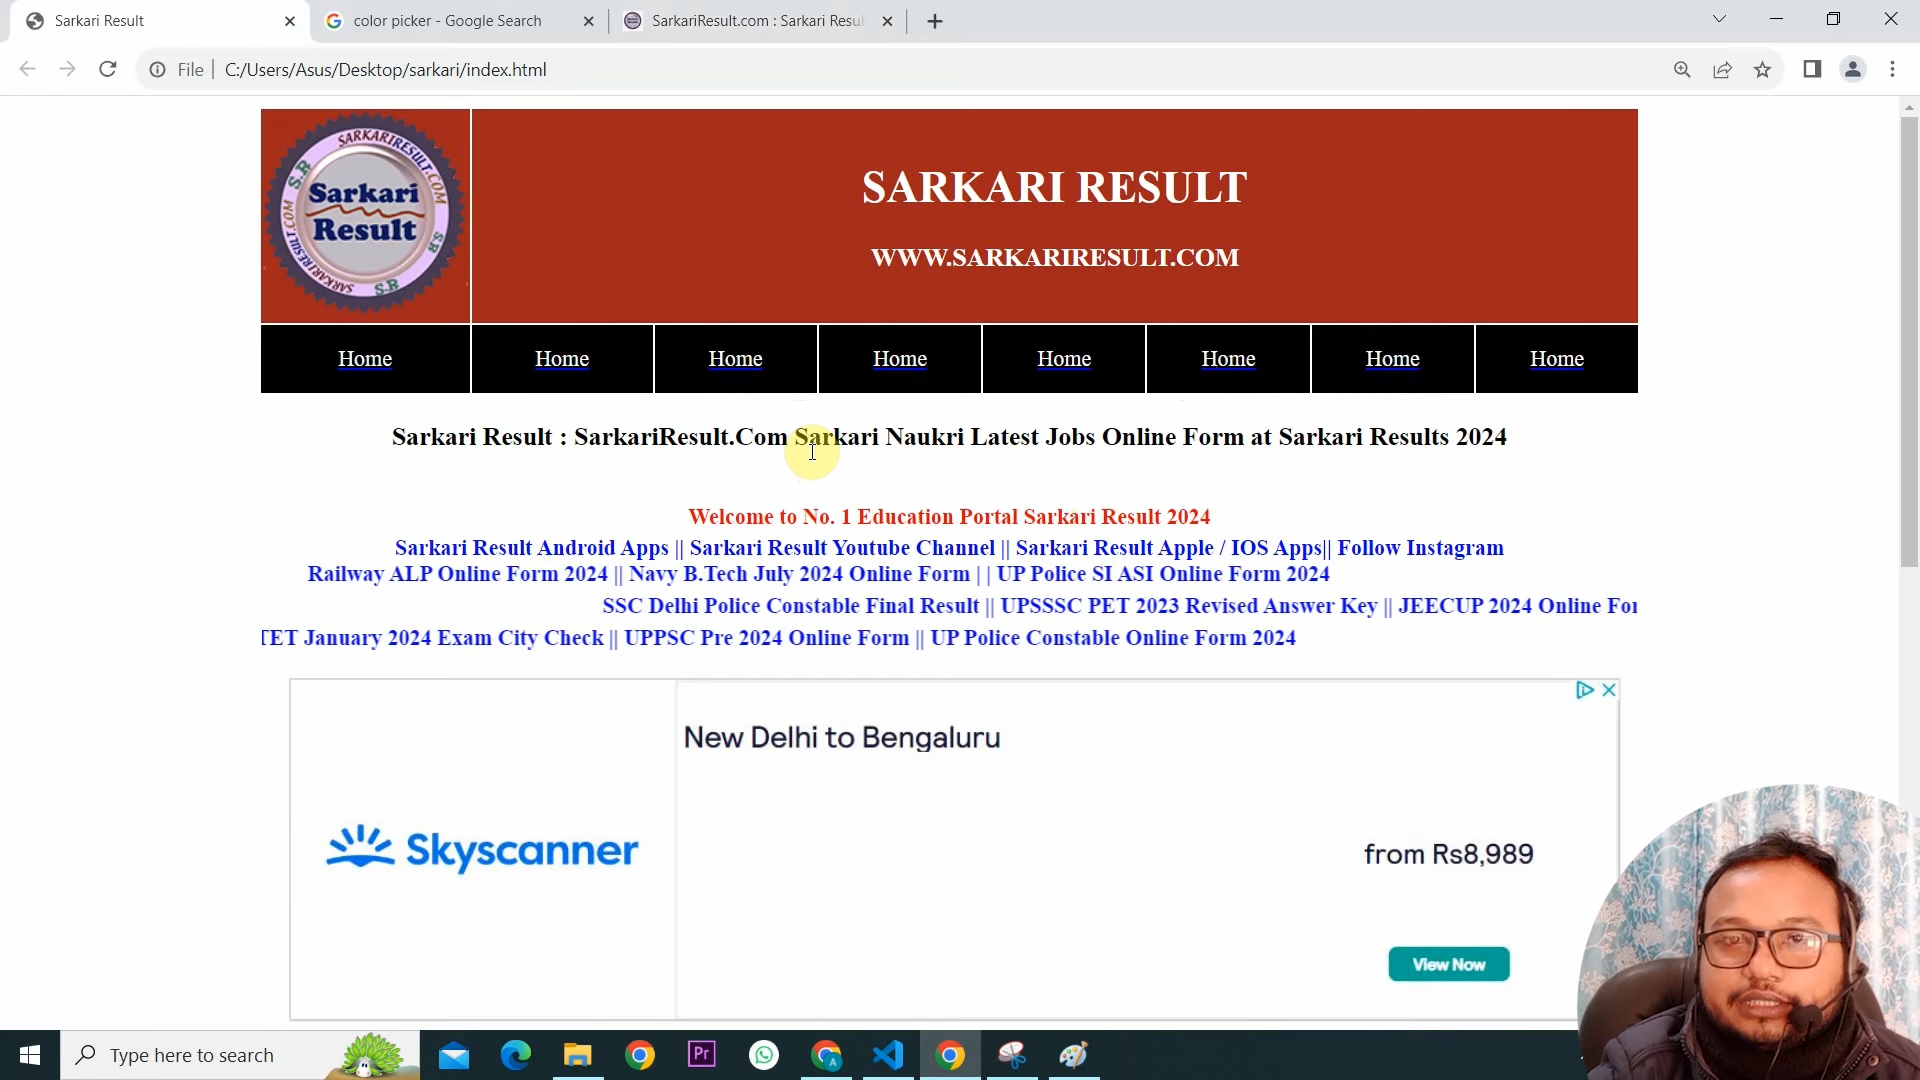 Sarkari Result
color picker - Google Search
SarkariResult.com : Sarkari Resu
File
C:/Users/Asus/Desktop/sarkari/index.html
SARKARIRESULT.COM
S.R
Sarkari
Result
SARKARIRESULT.COM
S-R
S.R
SARKARI RESULT
WWW.SARKARIRESULT.COM
Home Home Home Home Home Home Home Home
Sarkari Result : SarkariResult.Com Sarkari Naukri Latest Jobs Online Form at Sarkari Results 2024
Welcome to No. 1 Education Portal Sarkari Result 2024
Sarkari Result Android Apps || Sarkari Result Youtube Channel || Sarkari Result Apple / IOS Apps|| Follow Instagram
Railway ALP Online Form 2024 || Navy B.Tech July 2024 Online Form | | UP Police SI ASI Online Form 2024
SSC Delhi Police Constable Final Result || UPSSSC PET 2023 Revised Answer Key || JEECUP 2024 Online For
TET January 2024 Exam City Check || UPPSC Pre 2024 Online Form || UP Police Constable Online Form 2024
New Delhi to Bengaluru
Skyscanner
from Rs8,989
View Now
Type here to search
Pr
A